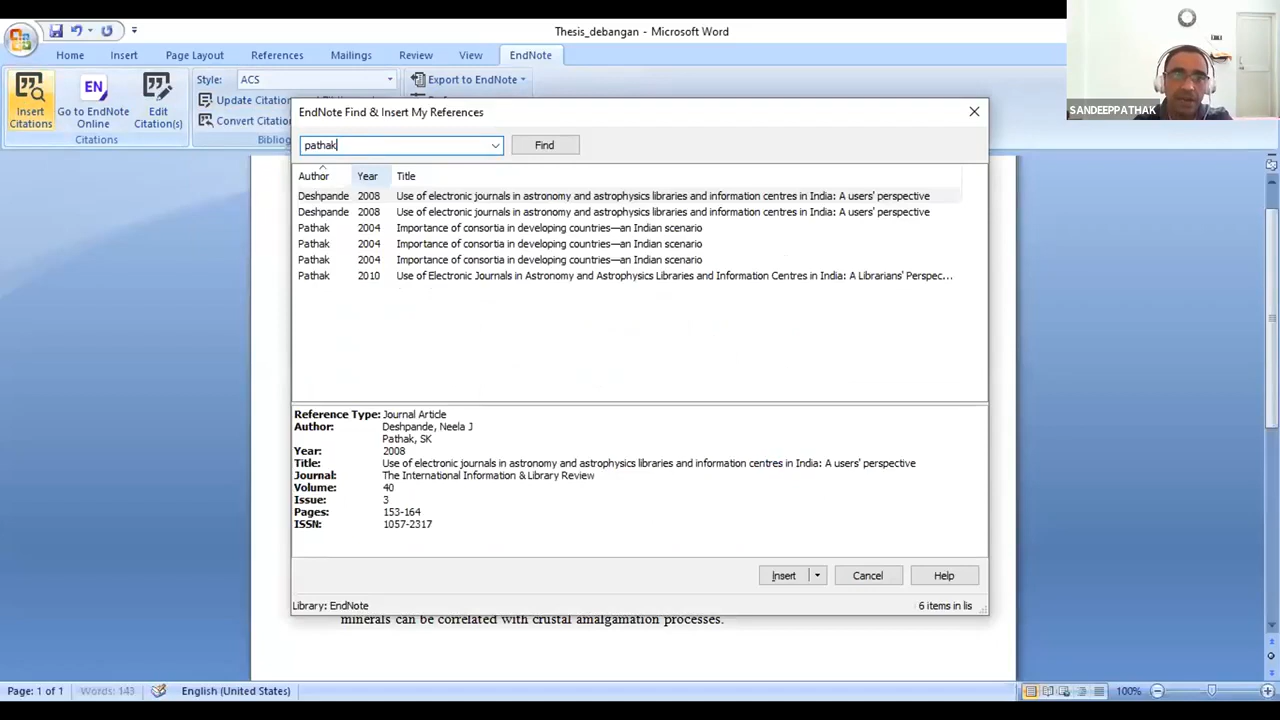 Thesis_debangan - Microsoft Word
Home Insert Page Layout References Mailings Review View EndNote
Insert Citations
EN
Go to EndNote Online
Edit Citation(s)
Citations
Style: ACS
Update Citatio
Convert Citatio
Bibliog
Export to EndNote
SANDEEPPATHAK
EndNote Find & Insert My References
pathak
Find
Author Year Title
Deshpande 2008 Use of electronic journals in astronomy and astrophysics libraries and information centres in India: A users' perspective
Deshpande 2008 Use of electronic journals in astronomy and astrophysics libraries and information centres in India: A users' perspective
Pathak 2004 Importance of consortia in developing countries—an Indian scenario
Pathak 2004 Importance of consortia in developing countries—an Indian scenario
Pathak 2004 Importance of consortia in developing countries—an Indian scenario
Pathak 2010 Use of Electronic Journals in Astronomy and Astrophysics Libraries and Information Centres in India: A Librarians' Perspec...
Reference Type: Journal Article
Author: Deshpande, Neela J
Pathak, SK
Year: 2008
Title: Use of electronic journals in astronomy and astrophysics libraries and information centres in India: A users' perspective
Journal: The International Information & Library Review
Volume: 40
Issue: 3
Pages: 153-164
ISSN: 1057-2317
Insert Cancel Help
Library: EndNote 6 items in lis
minerals can be correlated with crustal amalgamation processes.
Page: 1 of 1 Words: 143 English (United States) 100%